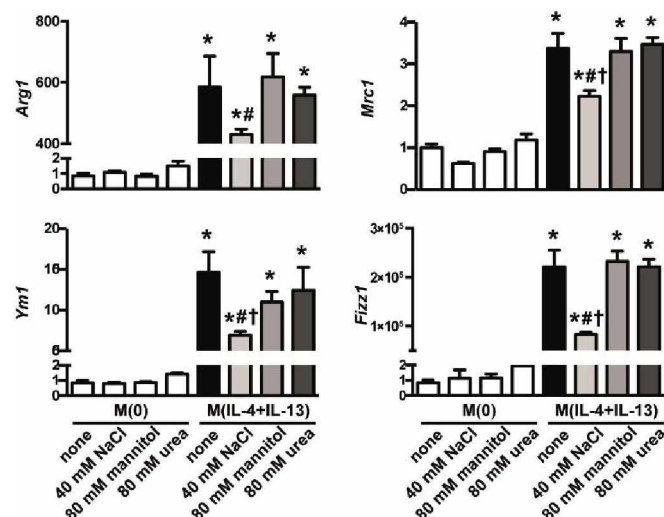 Arg1
800
600
400
2
1
0
* *# * *
Mrc1
4
3
2
1
0
* *#† * *
Ym1
20
15
10
5
2
1
0
* *#† * *
Fizz1
3×10⁵
2×10⁵
1×10⁵
2
1
0
* *#† * *
M(0) M(IL-4+IL-13)
none 40 mM NaCl 80 mM mannitol 80 mM urea none 40 mM NaCl 80 mM mannitol 80 mM urea
M(0) M(IL-4+IL-13)
none 40 mM NaCl 80 mM mannitol 80 mM urea none 40 mM NaCl 80 mM mannitol 80 mM urea